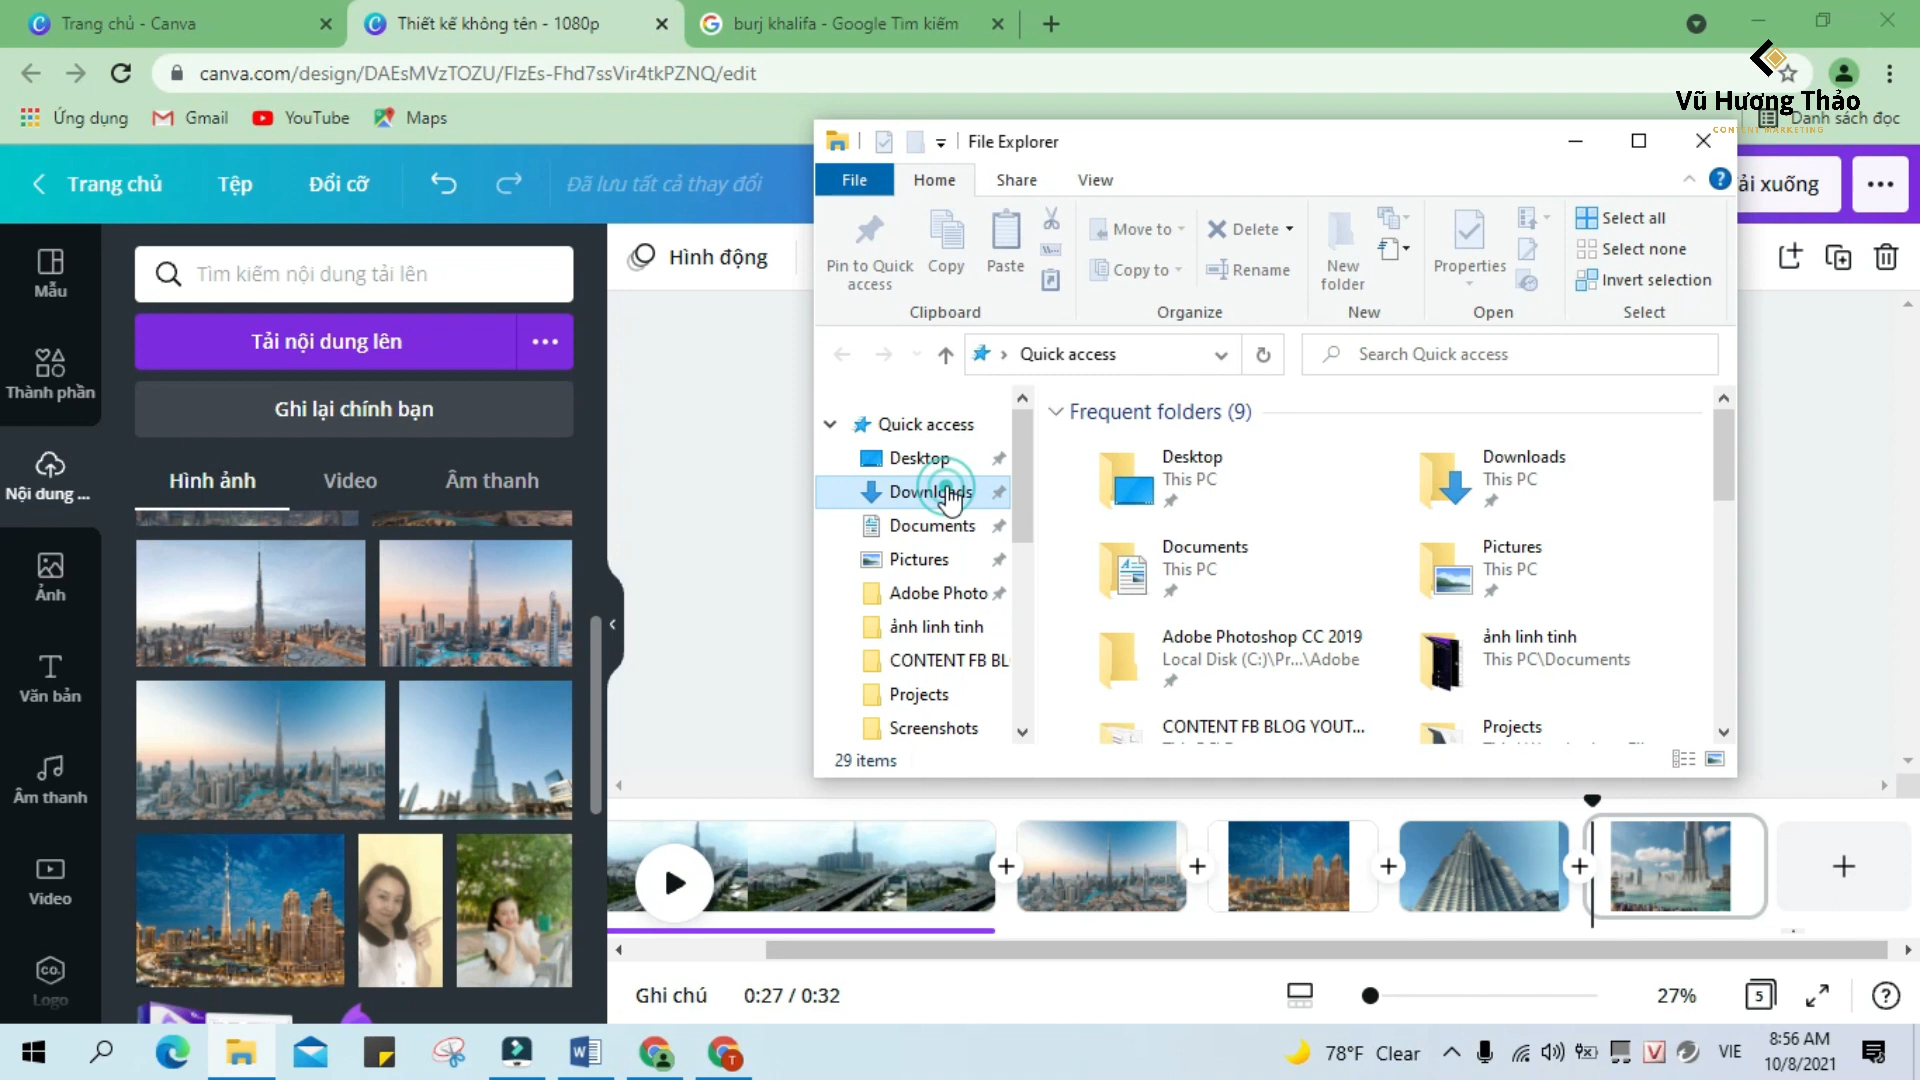 Trang chủ - Canva
Thiết kế không tên - 1080p
burj khalifa - Google Tìm kiếm
canva.com/design/DAEsMVzTOZU/FIzEs-Fhd7ssVir4tkPZNQ/edit
Vũ Hương Thảo
CONTENT MARKETING
Ứng dụng
Gmail
YouTube
Maps
Danh sách đọc
Trang chủ
Tệp
Đổi cỡ
Đã lưu tất cả thay đổi
ải xuống
File Explorer
File
Home
Share
View
Pin to Quick access
Copy
Paste
Clipboard
Move to
Copy to
Delete
Rename
Organize
New folder
New
Properties
Open
Select all
Select none
Invert selection
Select
Quick access
Search Quick access
Quick access
Desktop
Downloads
Documents
Pictures
Adobe Photo
ảnh linh tinh
CONTENT FB BL
Projects
Screenshots
Frequent folders (9)
Desktop
This PC
Downloads
This PC
Documents
This PC
Pictures
This PC
Adobe Photoshop CC 2019
Local Disk (C:)\Pr...\Adobe
ảnh linh tinh
This PC\Documents
CONTENT FB BLOG YOUT...
Projects
29 items
Mẫu
Thành phần
Nội dung ...
Ảnh
Văn bản
Âm thanh
Video
Logo
CO.
Tìm kiếm nội dung tải lên
Tải nội dung lên
Ghi lại chính bạn
Hình ảnh
Video
Âm thanh
Hình động
Ghi chú
0:27 / 0:32
27%
5
78°F Clear
VIE
8:56 AM
10/8/2021